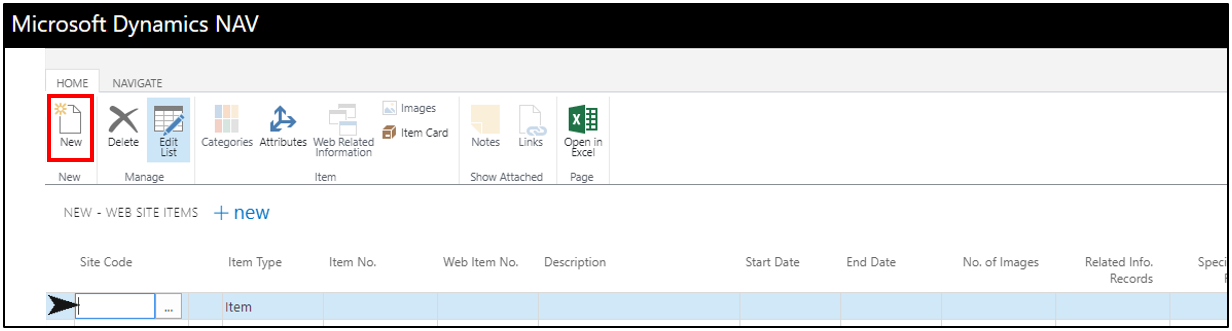 Microsoft Dynamics NAV
HOME NAVIGATE
New Delete Edit List Categories Attributes Web Related Information Images Item Card Notes Links Open in Excel
New Manage Item Show Attached Page
NEW - WEB SITE ITEMS + new
Site Code Item Type Item No. Web Item No. Description Start Date End Date No. of Images Related Info. Records Speci
... Item